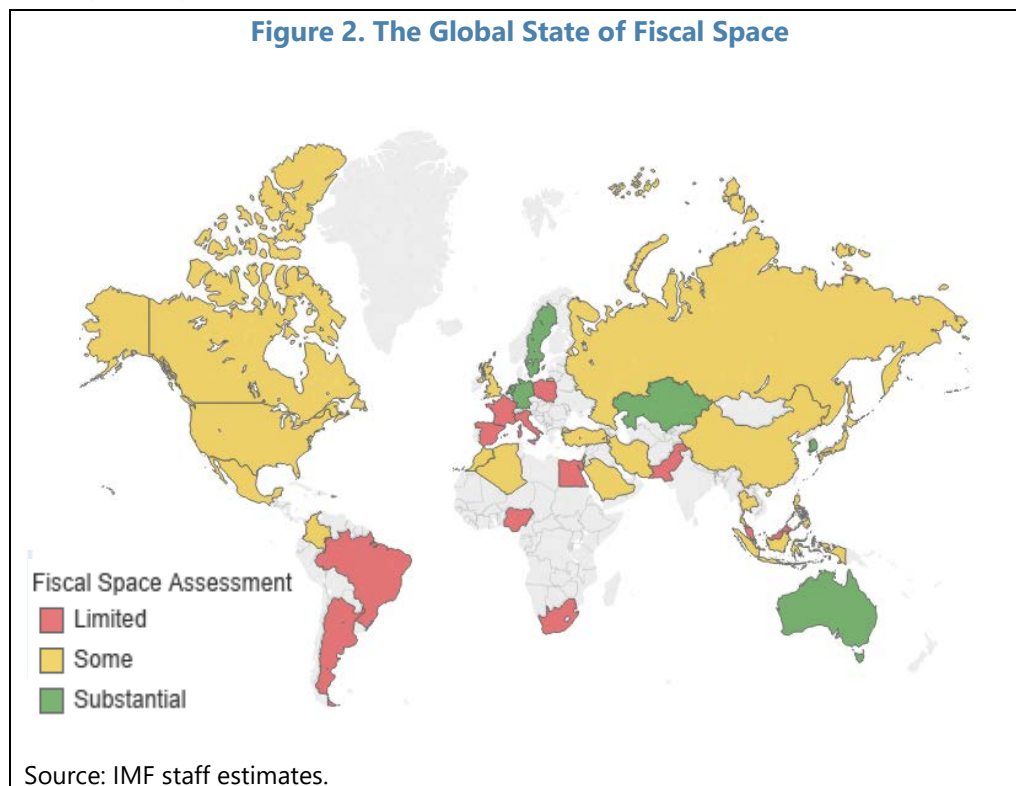 Figure 2. The Global State of Fiscal Space
Fiscal Space Assessment
Limited
Some
Substantial
Source: IMF staff estimates.